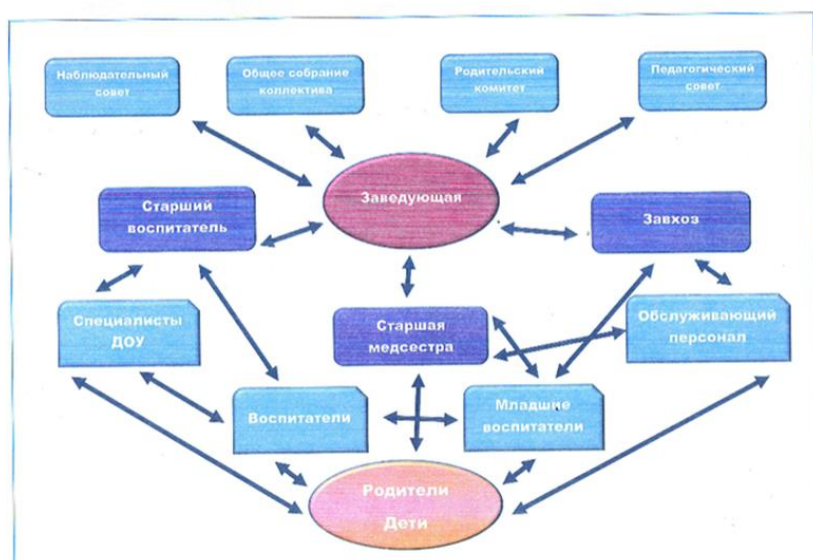 Наблюдательный
совет
Общее собрание
коллектива
Родительский
комитет
Педагогический
совет
Заведующая
Старший
воспитатель
Завхоз
Специалисты
ДОУ
Старшая
медсестра
Обслуживающий
персонал
Воспитатели
Младшие
воспитатели
Родители
Дети